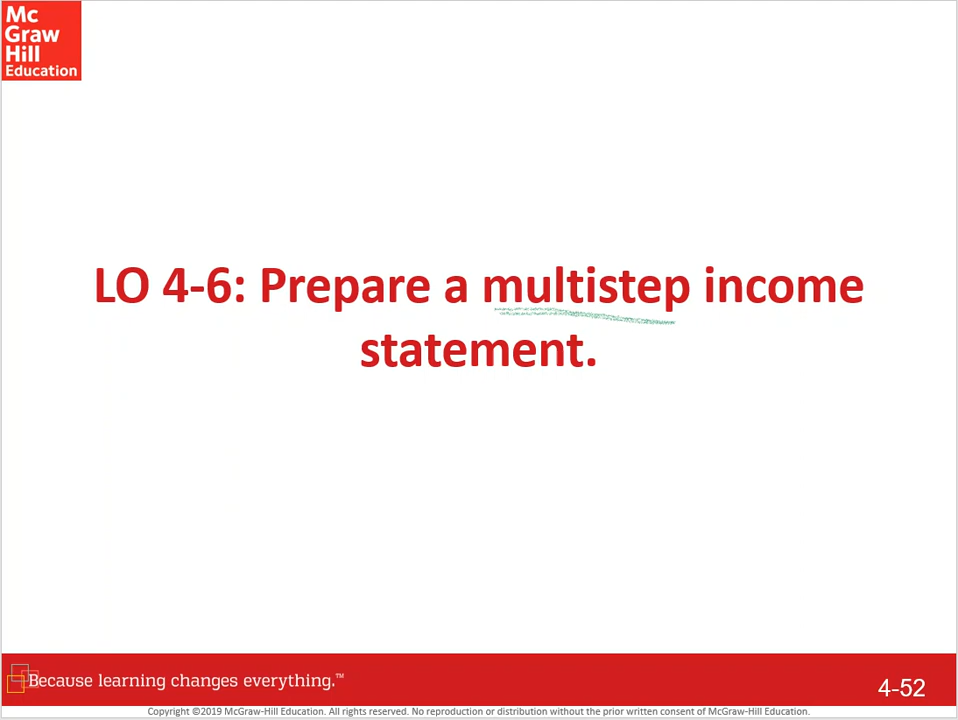 Mc
Graw
Hill
Education
LO 4-6: Prepare a multistep income
statement.
Because learning changes everything.™
4-52
Copyright ©2019 McGraw-Hill Education. All rights reserved. No reproduction or distribution without the prior written consent of McGraw-Hill Education.